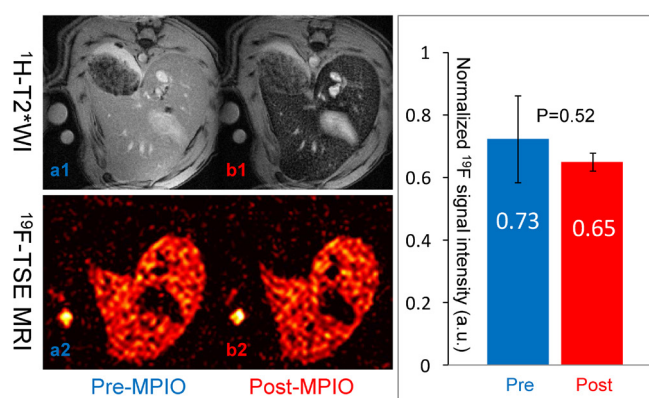 ¹H-T2*WI
a1
b1
¹⁹F-TSE MRI
a2
b2
Pre-MPIO
Post-MPIO
Normalized ¹⁹F signal intensity (a.u.)
1
0.8
0.6
0.4
0.2
0
P=0.52
0.73
0.65
Pre
Post